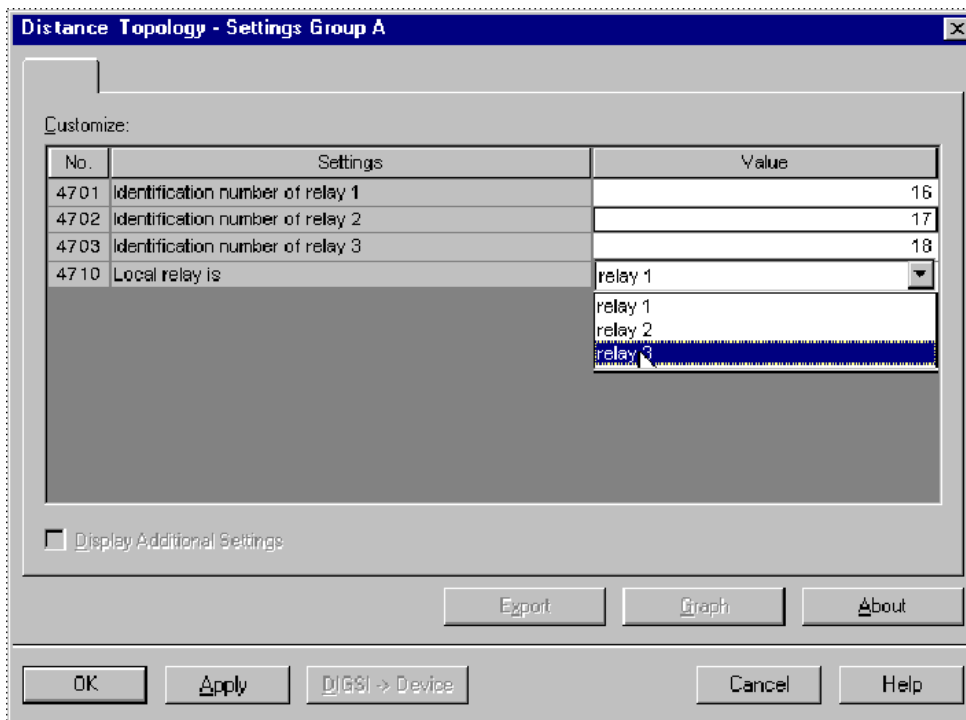 Distance Topology - Settings Group A
Customize:
No. Settings Value
4701 Identification number of relay 1 16
4702 Identification number of relay 2 17
4703 Identification number of relay 3 18
4710 Local relay is relay 1
relay 1
relay 2
relay 3
Display Additional Settings
Export Graph About
OK Apply DIGSI -> Device Cancel Help